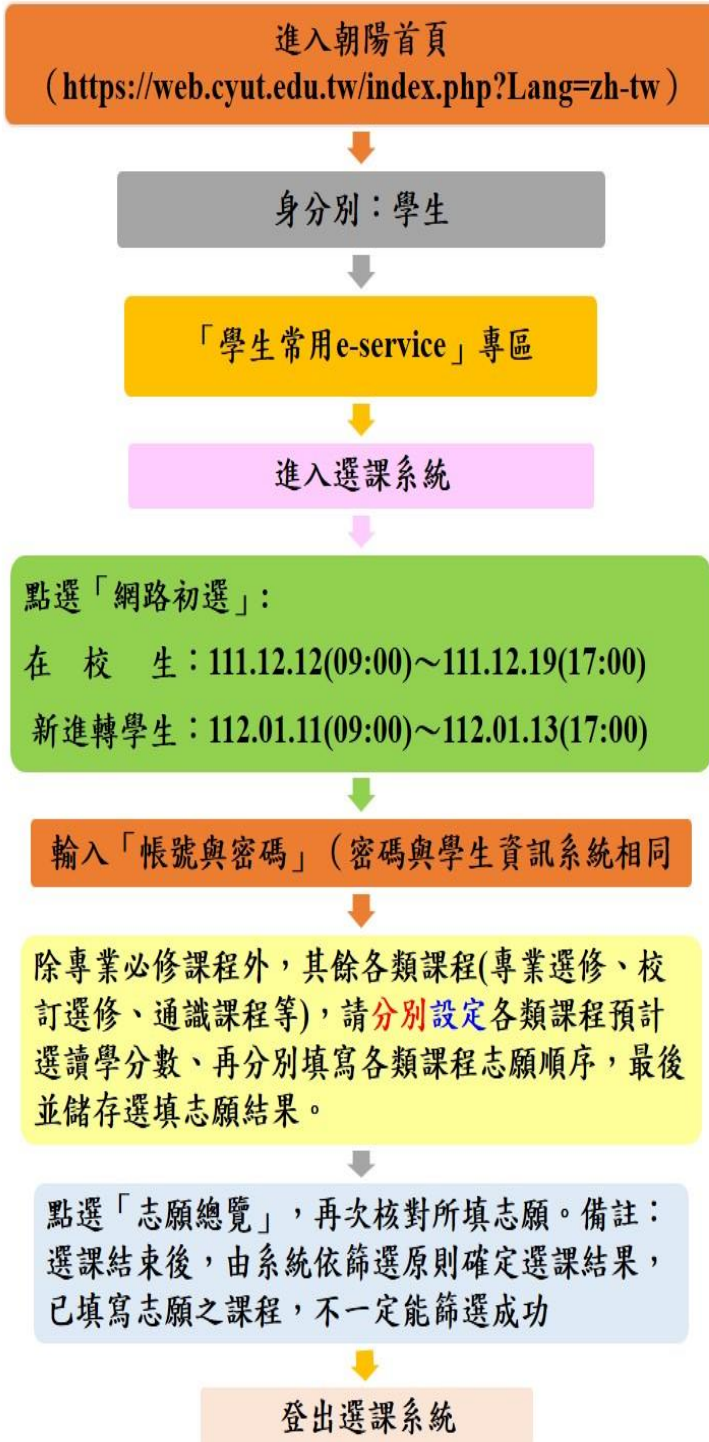 進入朝陽首頁
（https://web.cyut.edu.tw/index.php?Lang=zh-tw）
身分別：學生
「學生常用e-service」專區
進入選課系統
點選「網路初選」：
在 校 生：111.12.12(09:00)～111.12.19(17:00)
新進轉學生：112.01.11(09:00)～112.01.13(17:00)
輸入「帳號與密碼」（密碼與學生資訊系統相同
除專業必修課程外，其餘各類課程(專業選修、校
訂選修、通識課程等)，請分別設定各類課程預計
選讀學分數、再分別填寫各類課程志願順序，最後
並儲存選填志願結果。
點選「志願總覽」，再次核對所填志願。備註：
選課結束後，由系統依篩選原則確定選課結果，
已填寫志願之課程，不一定能篩選成功
登出選課系統